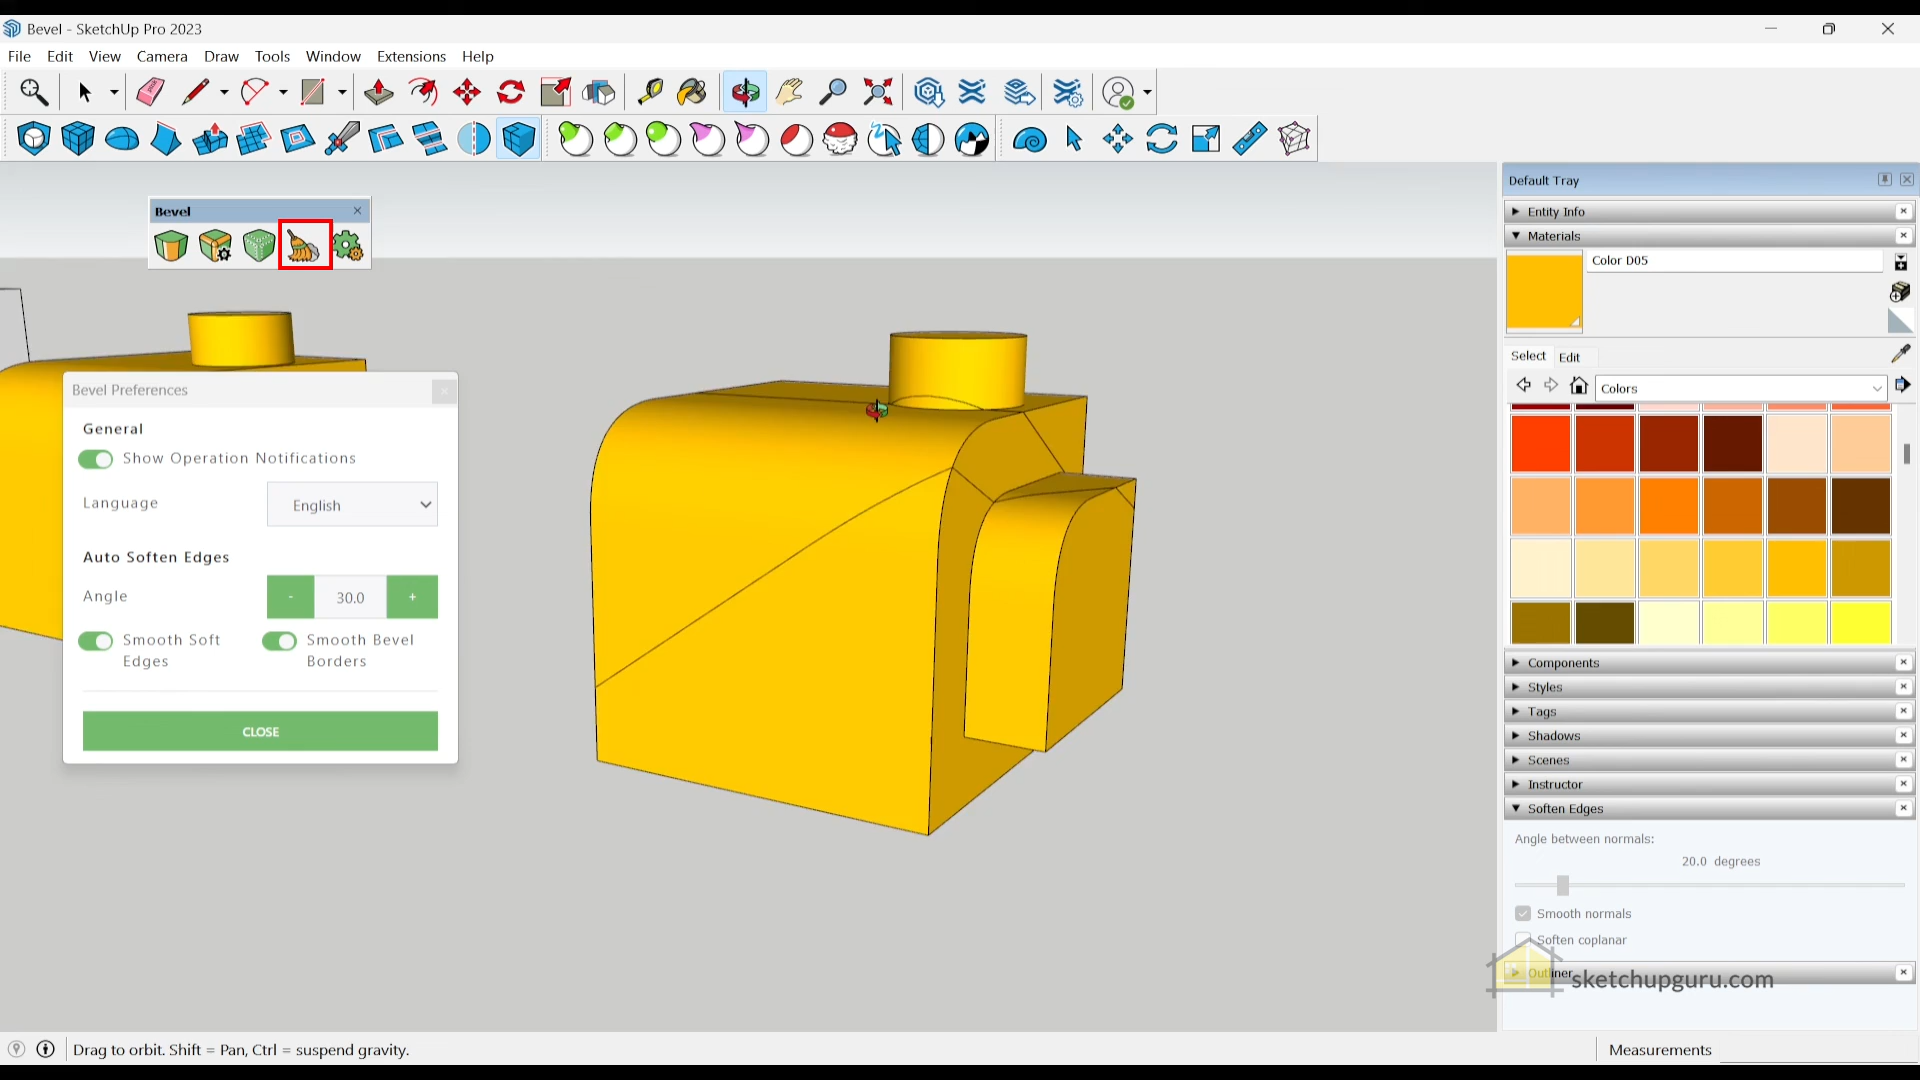 Bevel - SketchUp Pro 2023
File Edit View Camera Draw Tools Window Extensions Help
Bevel
Bevel Preferences
General
Show Operation Notifications
Language
English
Auto Soften Edges
Angle
- 30.0 +
Smooth Soft Edges
Smooth Bevel Borders
CLOSE
Default Tray
Entity Info
Materials
Color D05
Select Edit
Colors
Components
Styles
Tags
Shadows
Scenes
Instructor
Soften Edges
Angle between normals:
20.0 degrees
Smooth normals
Soften coplanar
Outliner
sketchupguru.com
Drag to orbit. Shift = Pan, Ctrl = suspend gravity.
Measurements